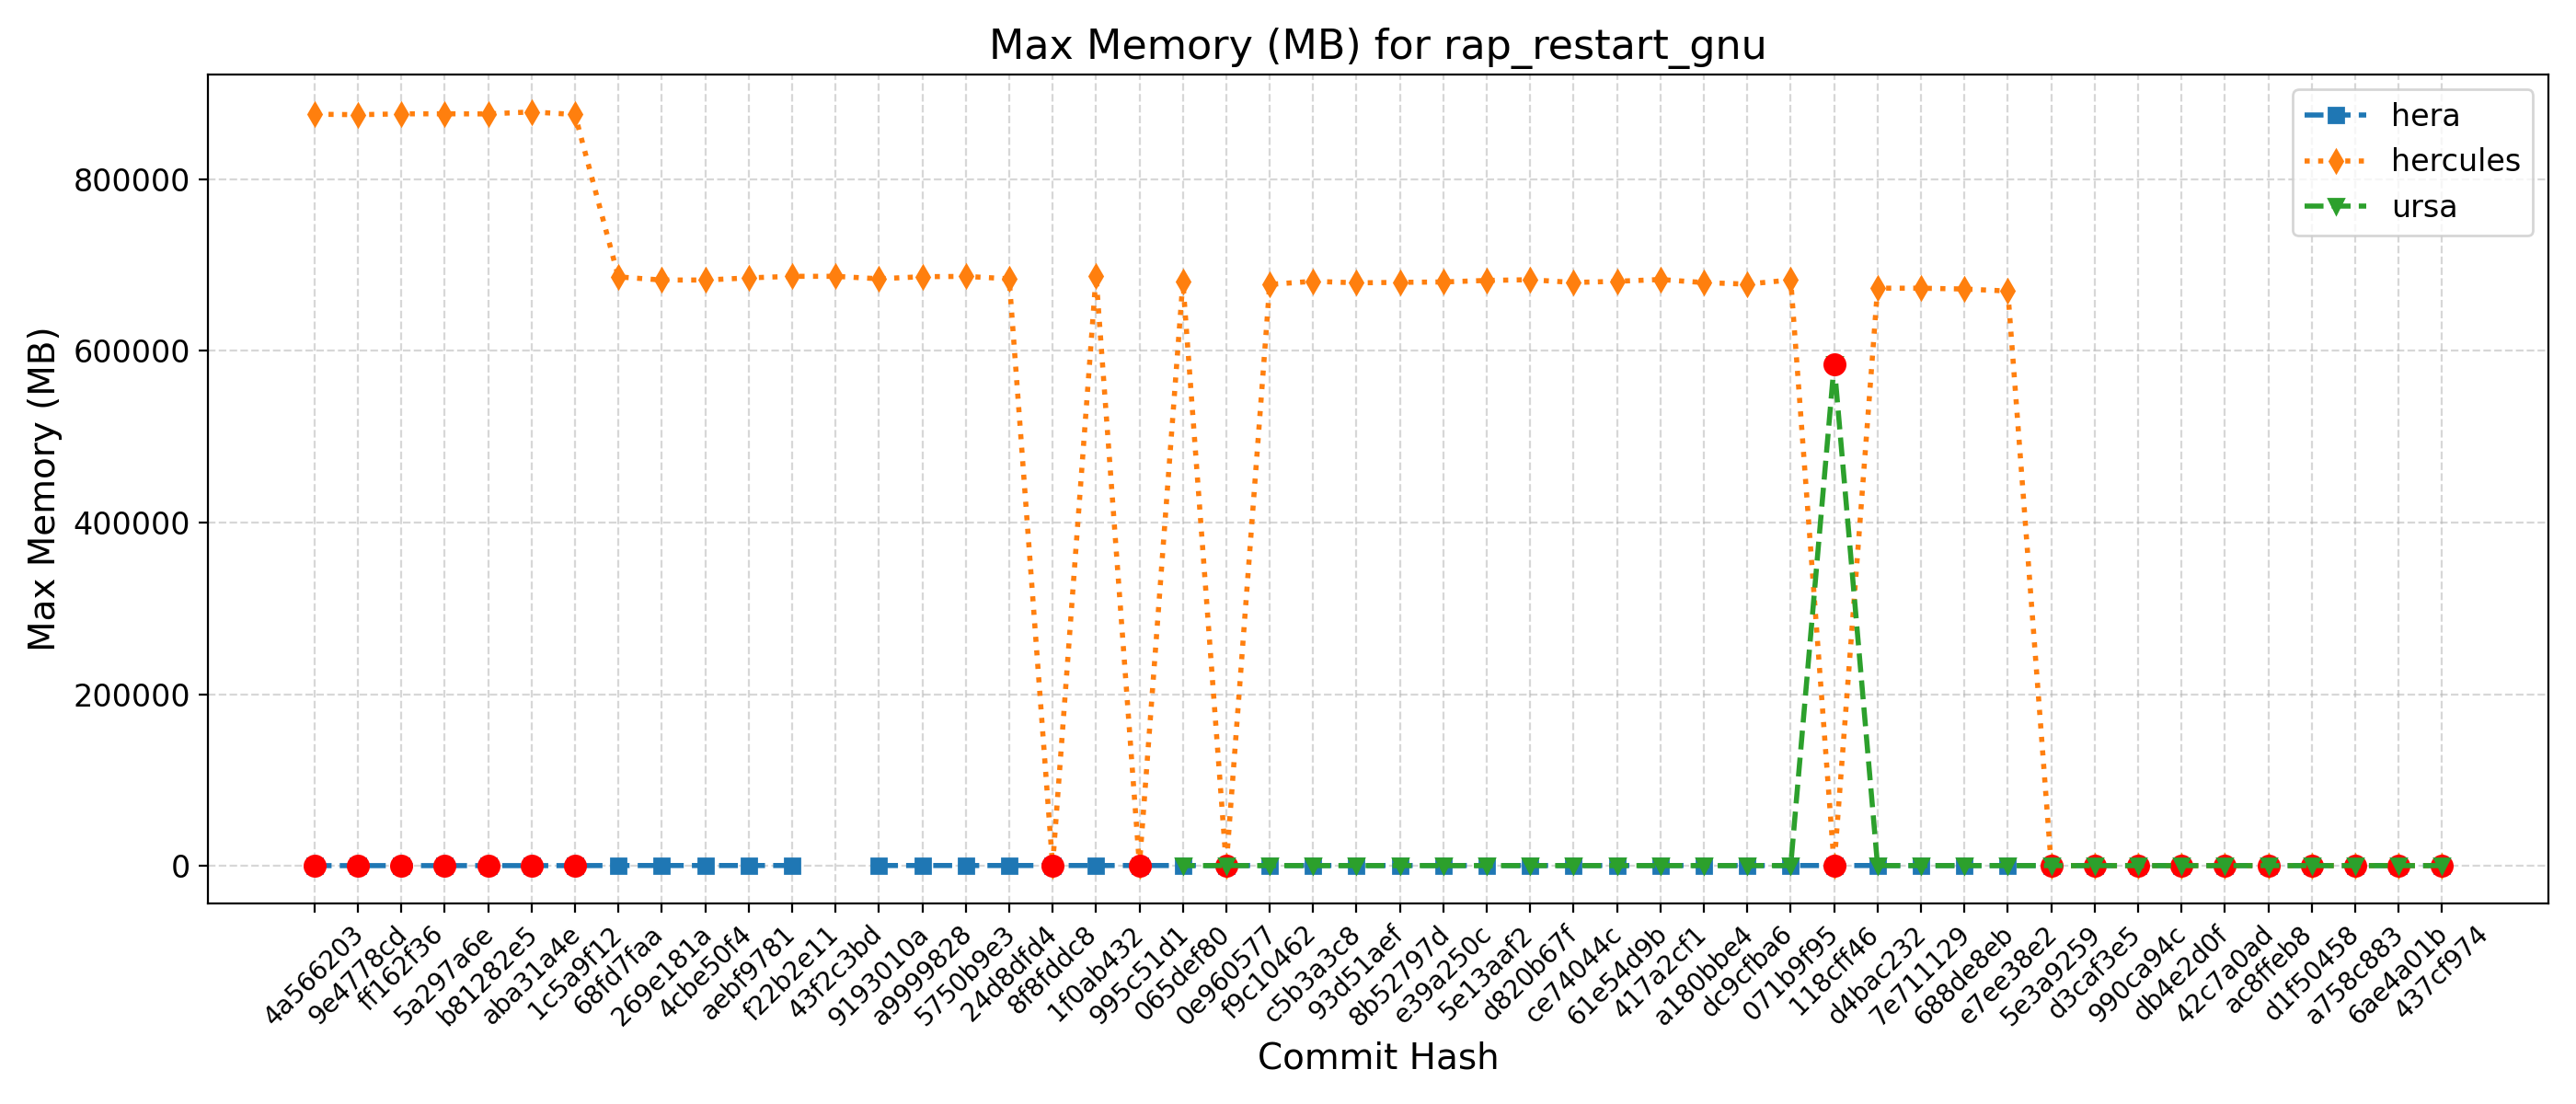 Max Memory (MB) for rap_restart_gnu
hera
hercules
ursa
Max Memory (MB)
800000
600000
400000
200000
0
4a566203
9e4778cd
ff162f36
5a297a6e
b81282e5
aba31a4e
1c5a9f12
68fd7faa
269e181a
4cbe50f4
aebf9781
f22b2e11
43f2c3bd
9193010a
a9999828
5750b9e3
24d8dfd4
8f8fddc8
1f0ab432
995c51d1
065def80
0e960577
f9c10462
c5b3a3c8
93d51aef
8b52797d
e39a250c
5e13aaf2
d820b67f
ce74044c
61e54d9b
417a2cf1
a180bbe4
dc9cfba6
071b9f95
118cff46
d4bac232
7e711129
688de8eb
e7ee38e2
5e3a9259
d3caf3e5
990ca94c
db4e2d0f
42c7a0ad
ac8ffeb8
d1f50458
a758c883
6ae4a01b
437cf974
Commit Hash